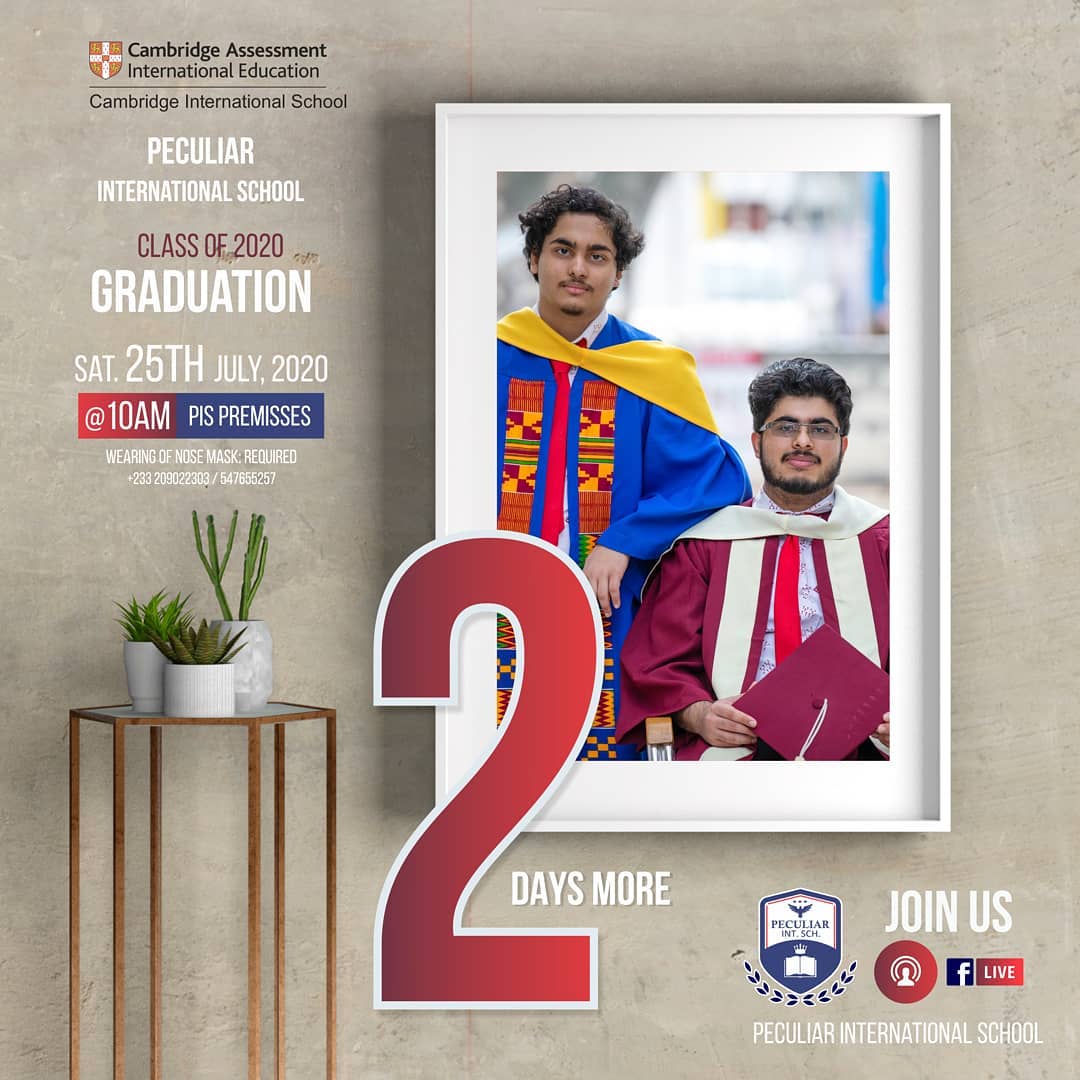 Cambridge Assessment
International Education
Cambridge International School
PECULIAR
INTERNATIONAL SCHOOL
CLASS OF 2020
GRADUATION
SAT. 25TH JULY, 2020
@10AM PIS PREMISSES
WEARING OF NOSE MASK: REQUIRED
+233 209022303 / 547655257
2
DAYS MORE
PECULIAR
INT. SCH.
JOIN US
f LIVE
PECULIAR INTERNATIONAL SCHOOL